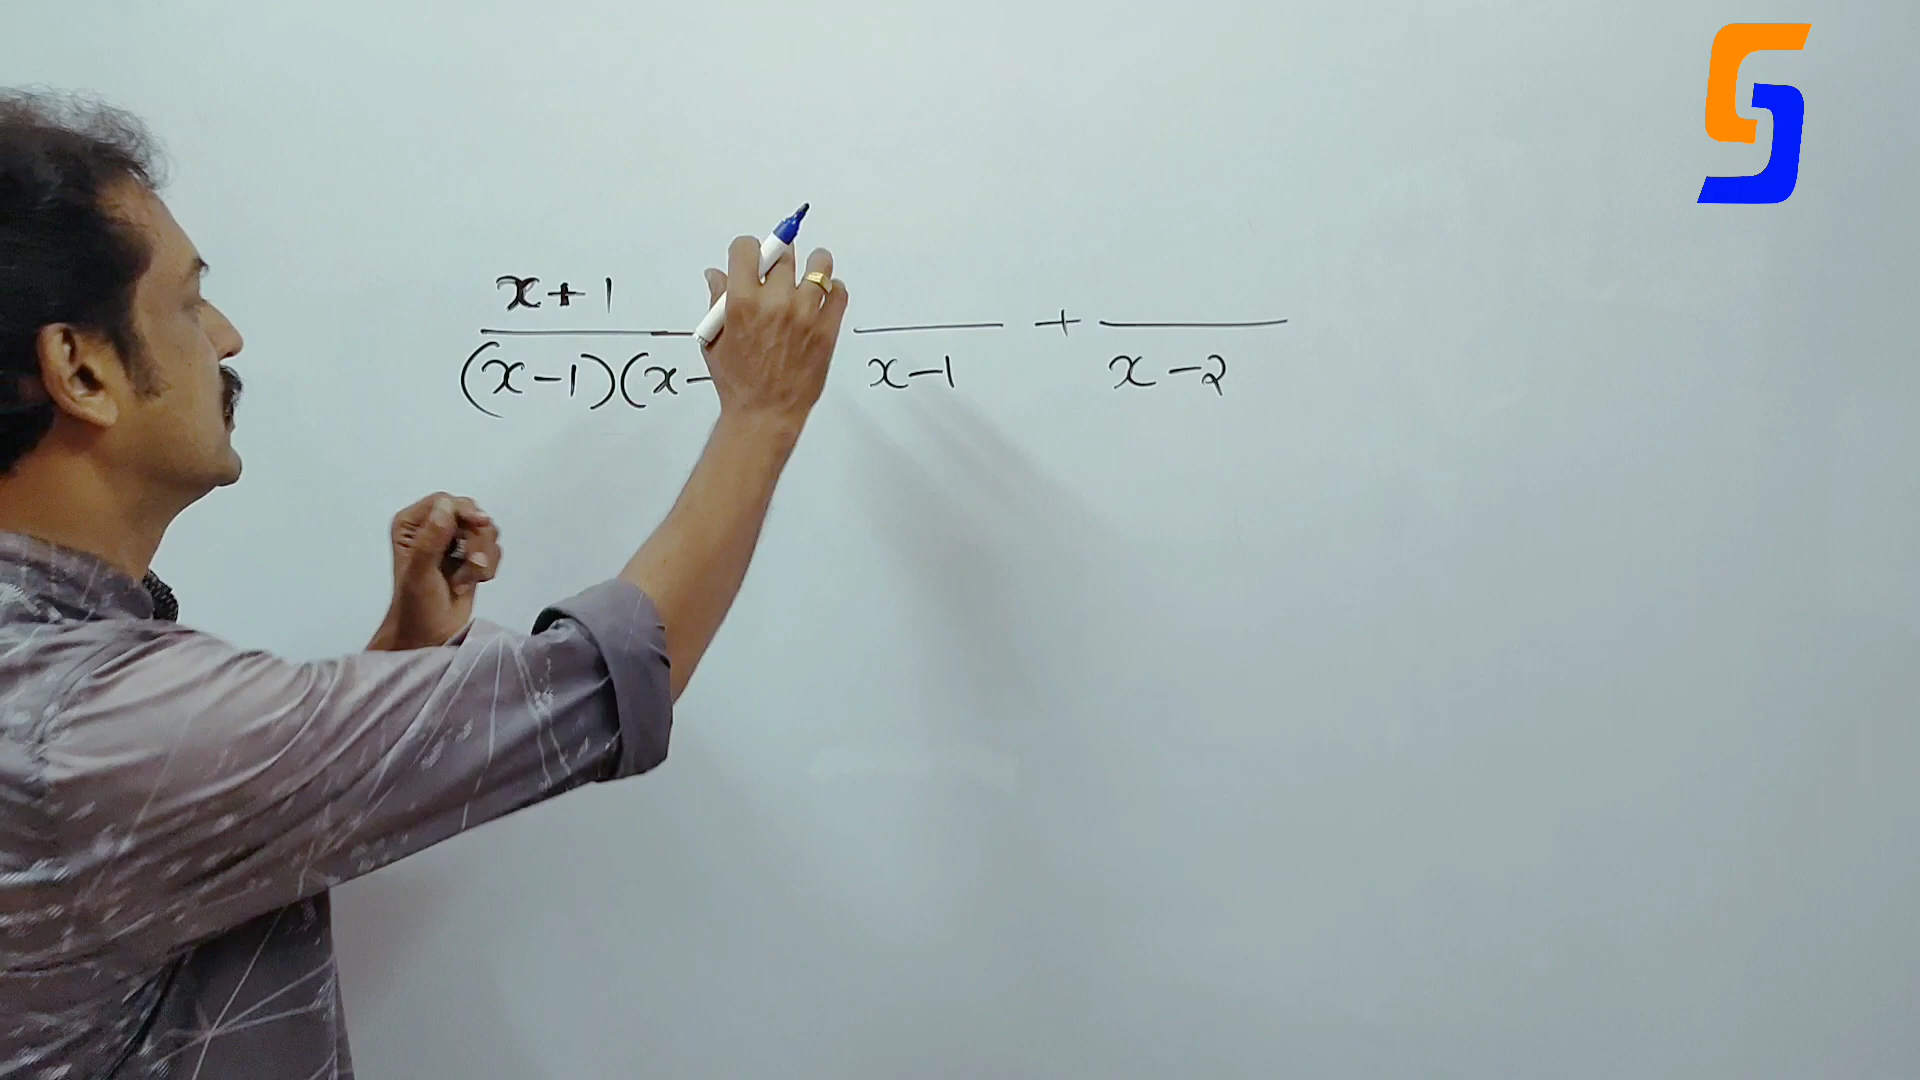 x+1
(x-1)(x- x-1 + x-2